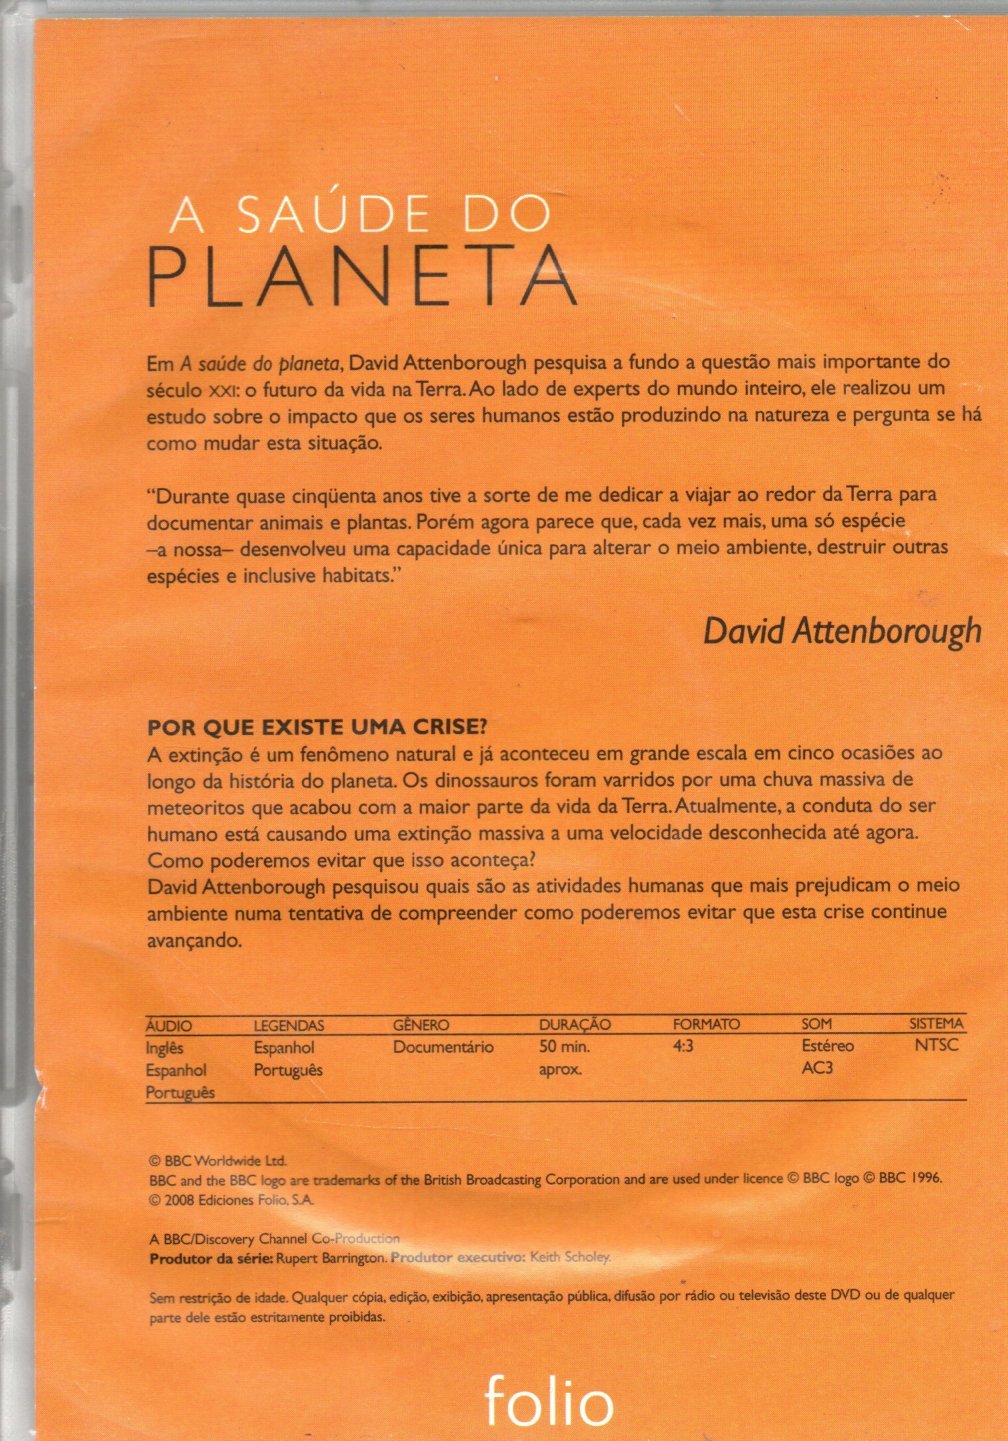 A SAÚDE DO
PLANETA
Em A saúde do planeta, David Attenborough pesquisa a fundo a questão mais importante do
século XXI: o futuro da vida na Terra. Ao lado de experts do mundo inteiro, ele realizou um
estudo sobre o impacto que os seres humanos estão produzindo na natureza e pergunta se há
como mudar esta situação.
“Durante quase cinqüenta anos tive a sorte de me dedicar a viajar ao redor da Terra para
documentar animais e plantas. Porém agora parece que, cada vez mais, uma só espécie
–a nossa– desenvolveu uma capacidade única para alterar o meio ambiente, destruir outras
espécies e inclusive habitats.”
David Attenborough
POR QUE EXISTE UMA CRISE?
A extinção é um fenômeno natural e já aconteceu em grande escala em cinco ocasiões ao
longo da história do planeta. Os dinossauros foram varridos por uma chuva massiva de
meteoritos que acabou com a maior parte da vida da Terra. Atualmente, a conduta do ser
humano está causando uma extinção massiva a uma velocidade desconhecida até agora.
Como poderemos evitar que isso aconteça?
David Attenborough pesquisou quais são as atividades humanas que mais prejudicam o meio
ambiente numa tentativa de compreender como poderemos evitar que esta crise continue
avançando.
ÁUDIO LEGENDAS GÊNERO DURAÇÃO FORMATO SOM SISTEMA
Inglês Espanhol Documentário 50 min. 4:3 Estéreo NTSC
Espanhol Português aprox. AC3
Português
© BBC Worldwide Ltd.
BBC and the BBC logo are trademarks of the British Broadcasting Corporation and are used under licence © BBC logo © BBC 1996.
© 2008 Ediciones Folio, S.A.
A BBC/Discovery Channel Co-Production
Produtor da série: Rupert Barrington. Produtor executivo: Keith Scholey.
Sem restrição de idade. Qualquer cópia, edição, exibição, apresentação pública, difusão por rádio ou televisão deste DVD ou de qualquer
parte dele estão estritamente proibidas.
folio